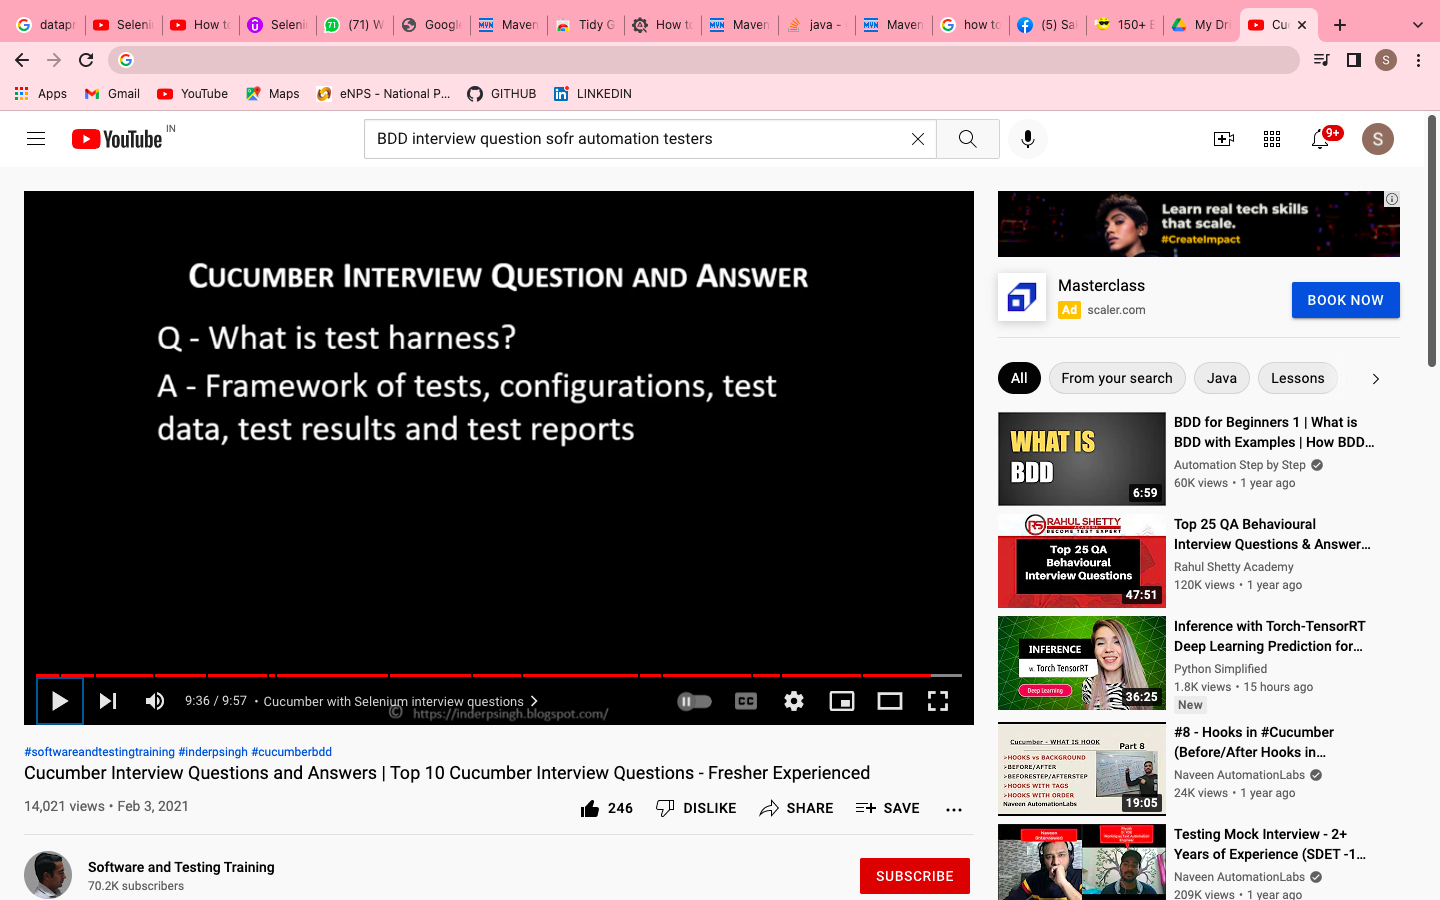 datapr
Selenii
How to
Seleni
(71) W
Google
Maven
Tidy G
How to
Maven
java -
Maven
how to
(5) Sa
150+ E
My Dri
Cuc
S
Apps
Gmail
YouTube
Maps
eNPS - National P...
GITHUB
LINKEDIN
YouTube IN
BDD interview question sofr automation testers
9+
S
CUCUMBER INTERVIEW QUESTION AND ANSWER
Q - What is test harness?
A - Framework of tests, configurations, test
data, test results and test reports
9:36 / 9:57 • Cucumber with Selenium interview questions
CC
© https://inderpsingh.blogspot.com/
#softwareandtestingtraining #inderpsingh #cucumberbdd
Cucumber Interview Questions and Answers | Top 10 Cucumber Interview Questions - Fresher Experienced
14,021 views • Feb 3, 2021
246
DISLIKE
SHARE
SAVE
Software and Testing Training
70.2K subscribers
SUBSCRIBE
Learn real tech skills
that scale.
#CreateImpact
Masterclass
Ad scaler.com
BOOK NOW
All
From your search
Java
Lessons
WHAT IS
BDD
6:59
BDD for Beginners 1 | What is
BDD with Examples | How BDD...
Automation Step by Step
60K views • 1 year ago
RAHUL SHETTY
BECOME TEST EXPERT
Top 25 QA
Behavioural
Interview Questions
47:51
Top 25 QA Behavioural
Interview Questions & Answer...
Rahul Shetty Academy
120K views • 1 year ago
INFERENCE
w. Torch TensorRT
Deep Learning
36:25
Inference with Torch-TensorRT
Deep Learning Prediction for...
Python Simplified
1.8K views • 15 hours ago
New
Cucumber - WHAT IS HOOK
Part 8
>HOOKS vs BACKGROUND
>BEFORE/AFTER
>BEFORESTEP/AFTERSTEP
>HOOKS WITH TAGS
>HOOKS WITH ORDER
Naveen AutomationLabs
19:05
#8 - Hooks in #Cucumber
(Before/After Hooks in...
Naveen AutomationLabs
24K views • 1 year ago
Testing Mock Interview - 2+
Years of Experience (SDET -1...
Naveen AutomationLabs
209K views • 1 year ago